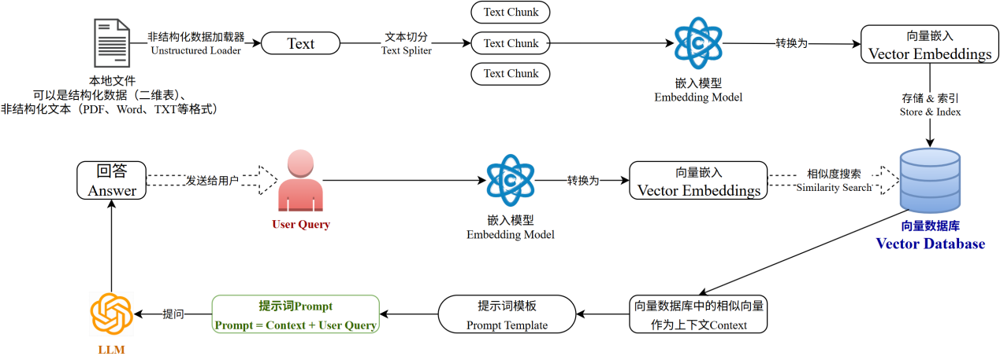 Text Chunk
非结构化数据加载器
Unstructured Loader
Text
文本切分
Text Spliter
Text Chunk
Text Chunk
转换为
向量嵌入
Vector Embeddings
本地文件
可以是结构化数据（二维表）、
非结构化文本（PDF、Word、TXT等格式）
嵌入模型
Embedding Model
存储 & 索引
Store & Index
回答
Answer
发送给用户
User Query
转换为
嵌入模型
Embedding Model
向量嵌入
Vector Embeddings
相似度搜索
Similarity Search
向量数据库
Vector Database
LLM
提问
提示词Prompt
Prompt = Context + User Query
提示词模板
Prompt Template
向量数据库中的相似向量
作为上下文Context